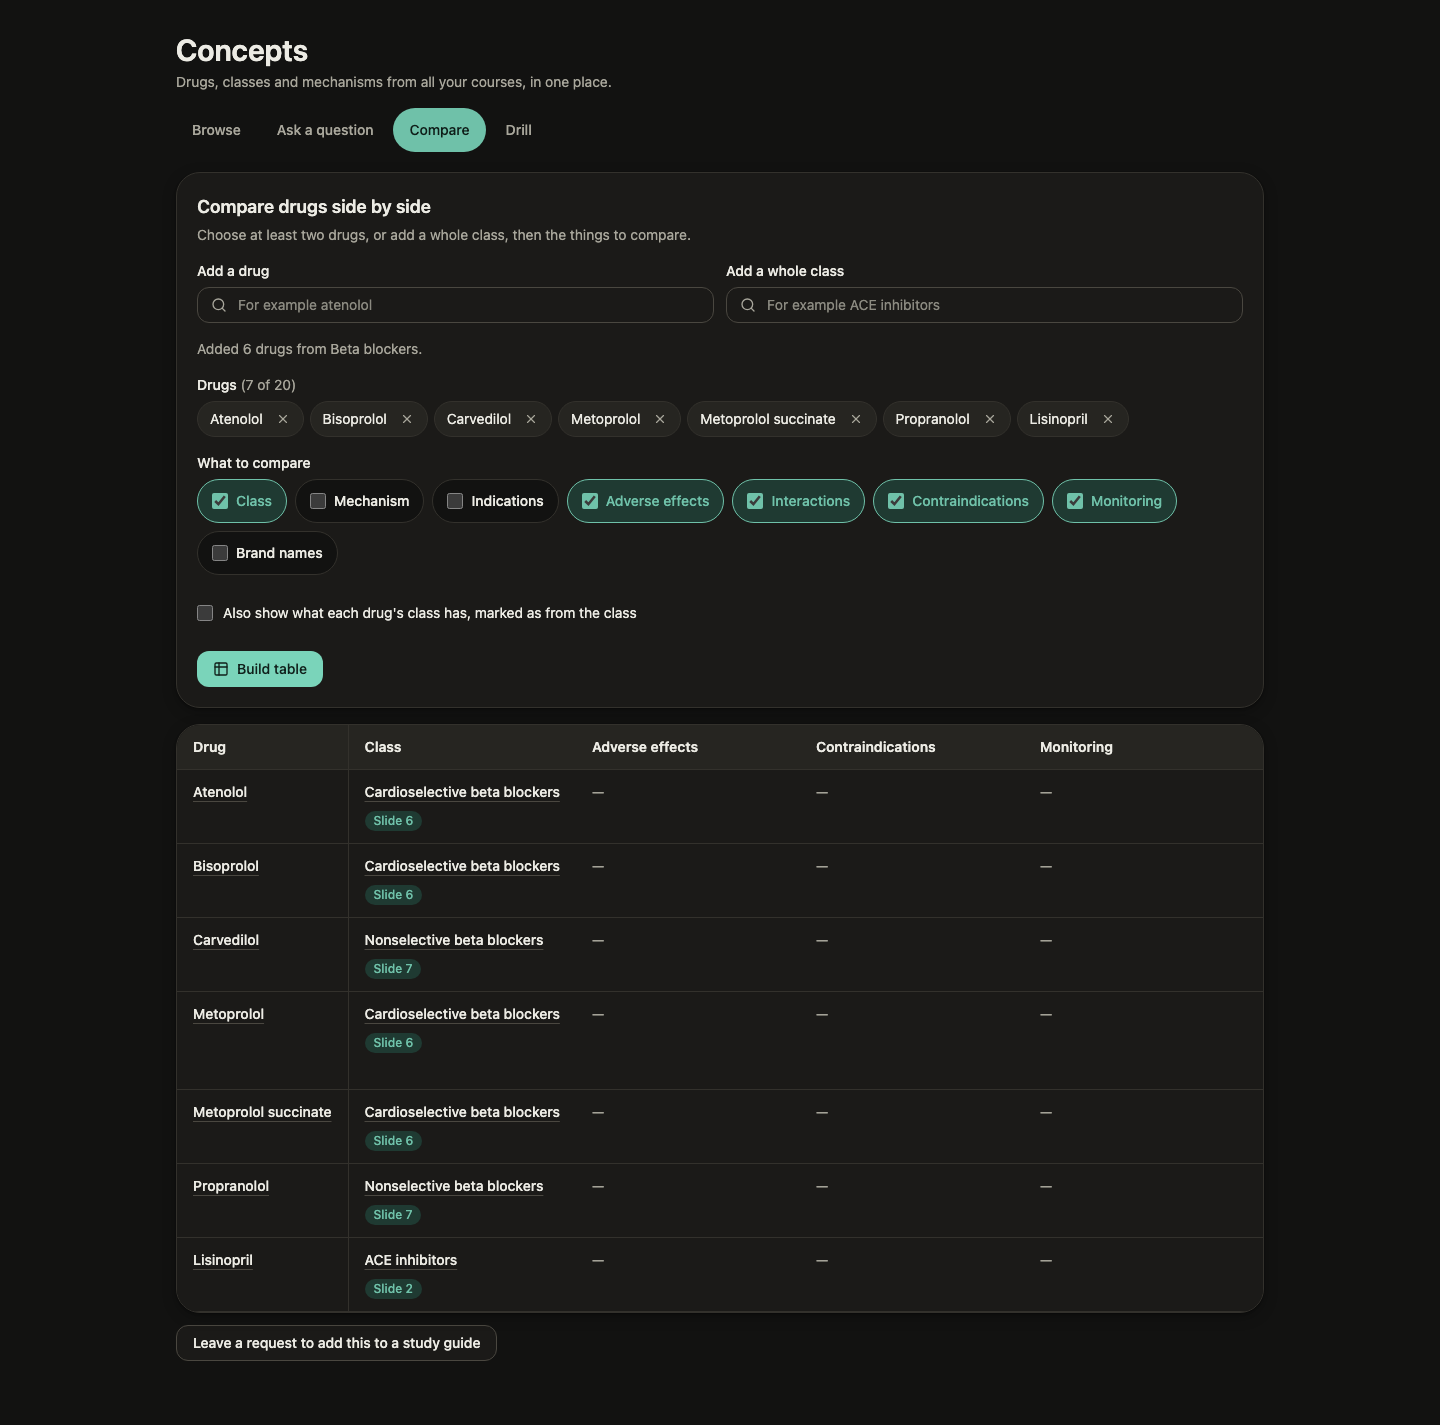 Concepts
Drugs, classes and mechanisms from all your courses, in one place.
Browse Ask a question Compare Drill
Compare drugs side by side
Choose at least two drugs, or add a whole class, then the things to compare.
Add a drug Add a whole class
For example atenolol For example ACE inhibitors
Added 6 drugs from Beta blockers.
Drugs (7 of 20)
Atenolol × Bisoprolol × Carvedilol × Metoprolol × Metoprolol succinate × Propranolol × Lisinopril ×
What to compare
Class Mechanism Indications Adverse effects Interactions Contraindications Monitoring
Brand names
Also show what each drug's class has, marked as from the class
Build table
Drug Class Adverse effects Contraindications Monitoring
Atenolol Cardioselective beta blockers — — —
Slide 6
Bisoprolol Cardioselective beta blockers — — —
Slide 6
Carvedilol Nonselective beta blockers — — —
Slide 7
Metoprolol Cardioselective beta blockers — — —
Slide 6
Metoprolol succinate Cardioselective beta blockers — — —
Slide 6
Propranolol Nonselective beta blockers — — —
Slide 7
Lisinopril ACE inhibitors — — —
Slide 2
Leave a request to add this to a study guide